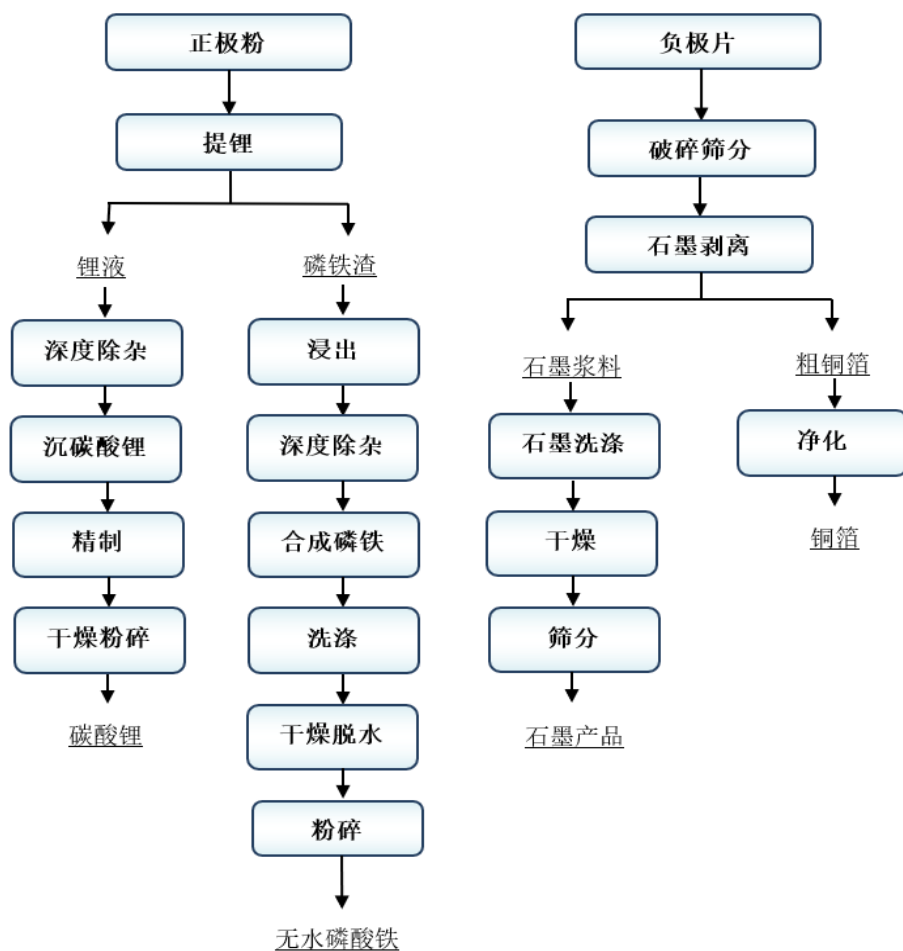 正极粉
提锂
锂液
深度除杂
沉碳酸锂
精制
干燥粉碎
碳酸锂
磷铁渣
浸出
深度除杂
合成磷铁
洗涤
干燥脱水
粉碎
无水磷酸铁
负极片
破碎筛分
石墨剥离
石墨浆料
石墨洗涤
干燥
筛分
石墨产品
粗铜箔
净化
铜箔